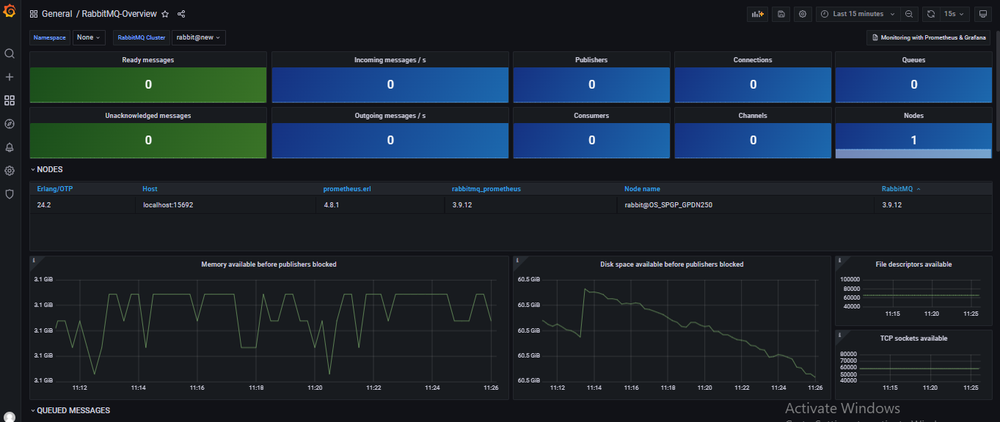 General / RabbitMQ-Overview
Last 15 minutes
15s
Namespace None RabbitMQ Cluster rabbit@new
Monitoring with Prometheus & Grafana
Ready messages Incoming messages / s Publishers Connections Queues
0 0 0 0 0
Unacknowledged messages Outgoing messages / s Consumers Channels Nodes
0 0 0 0 1
NODES
Erlang/OTP Host prometheus.erl rabbitmq_prometheus Node name RabbitMQ
24.2 localhost:15692 4.8.1 3.9.12 rabbit@OS_SPGP_GPDN250 3.9.12
Memory available before publishers blocked
3.1 GiB
3.1 GiB
3.1 GiB
3.1 GiB
3.1 GiB
11:12 11:14 11:16 11:18 11:20 11:22 11:24 11:26
Disk space available before publishers blocked
60.5 GiB
60.5 GiB
60.5 GiB
60.5 GiB
60.5 GiB
11:12 11:14 11:16 11:18 11:20 11:22 11:24 11:26
File descriptors available
100000
80000
60000
40000
11:15 11:20 11:25
TCP sockets available
80000
70000
60000
50000
40000
11:15 11:20 11:25
QUEUED MESSAGES
Activate Windows